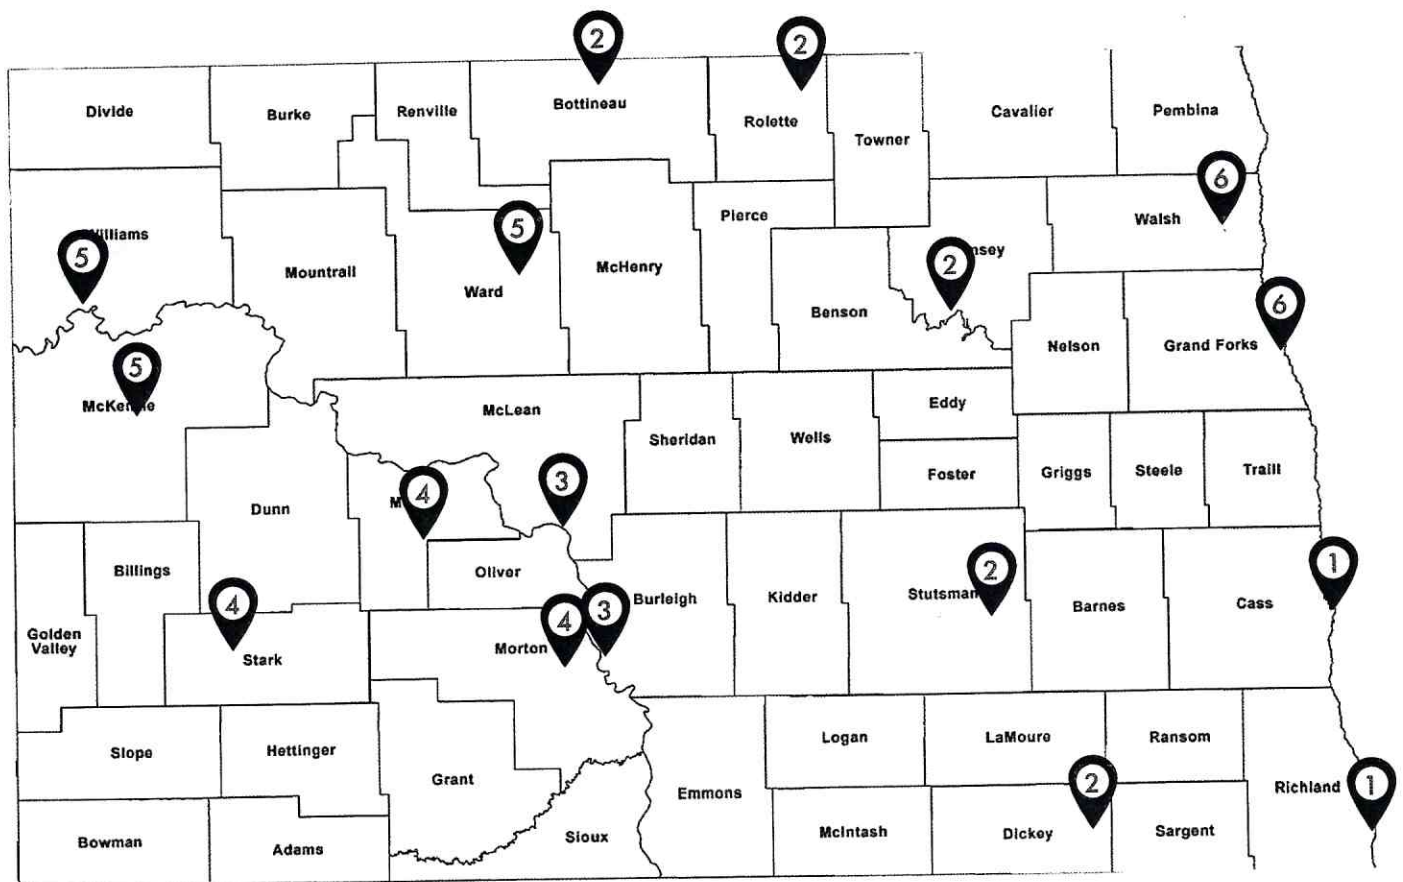 2
2
Divide
Burke
Renville
Bottineau
Rolette
Towner
Cavalier
Pembina
6
Williams
5
5
Mountrail
Ward
McHenry
Pierce
Benson
2
Walsh
6
Nelson
Grand Forks
5
McKenzie
McLean
Sheridan
Wells
Eddy
Foster
Griggs
Steele
Traill
4
3
Dunn
Billings
Golden
Valley
4
Stark
Oliver
4
3
Morton
Burleigh
Kidder
Stutsman
2
Barnes
Cass
1
Slope
Hettinger
Grant
Emmons
Logan
LaMoure
Ransom
Richland
1
Bowman
Adams
Sioux
McIntash
2
Dickey
Sargent